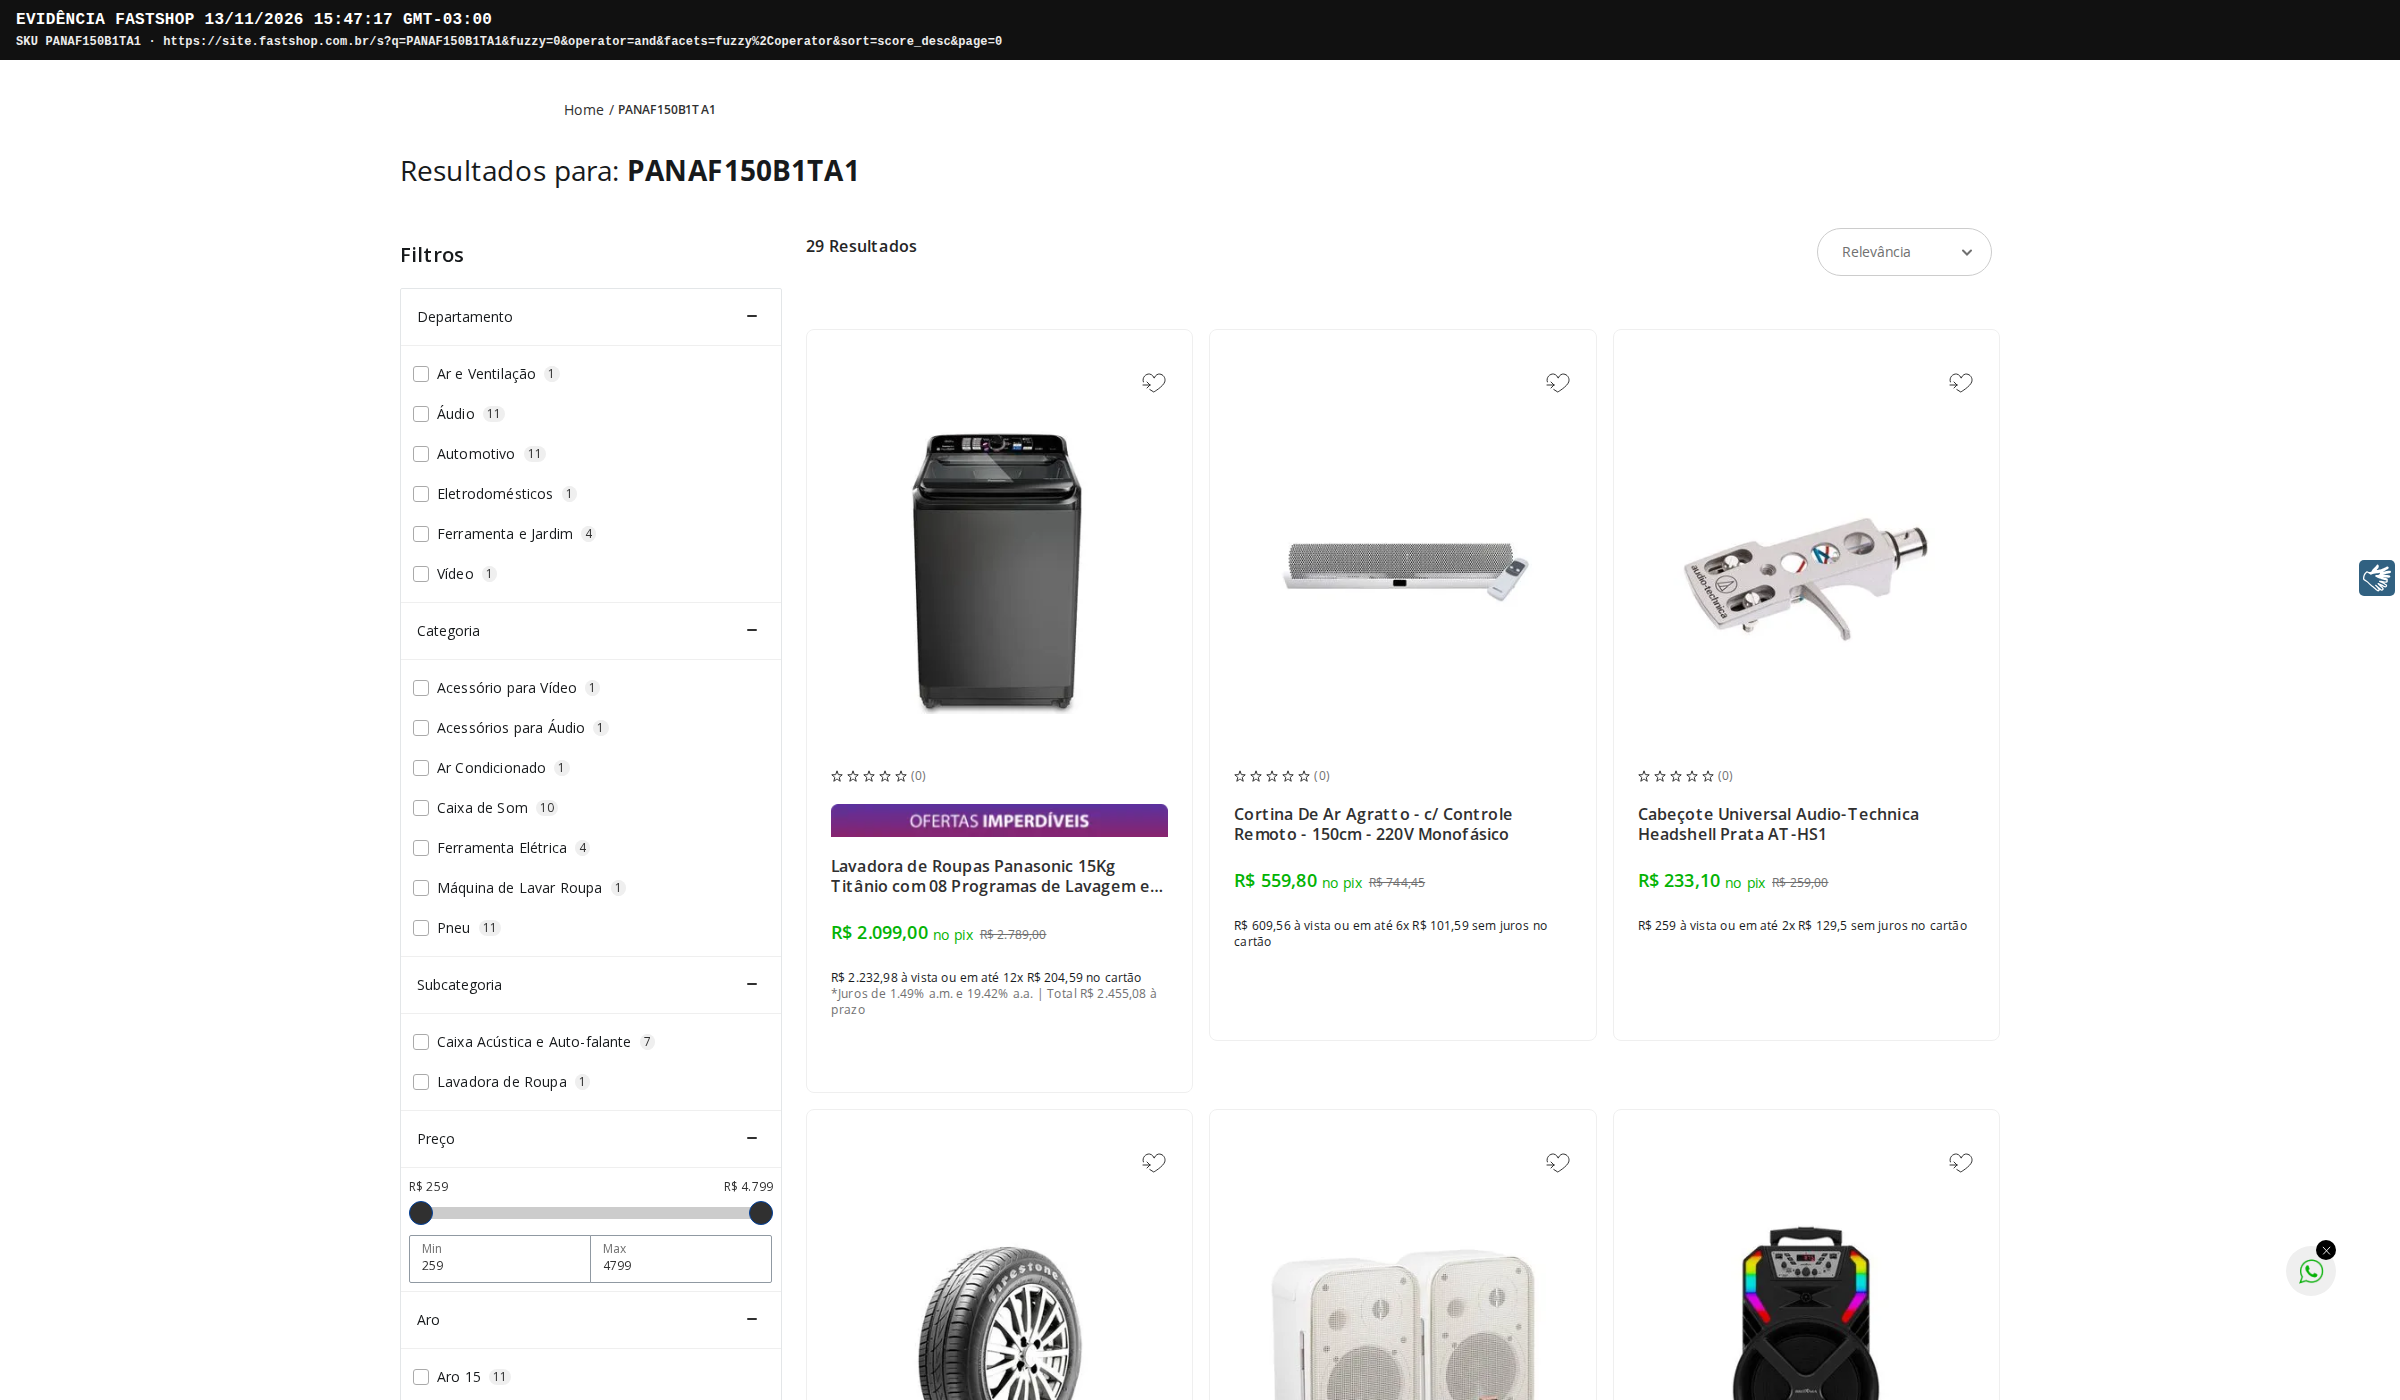 EVIDÊNCIA FASTSHOP 13/11/2026 15:47:17 GMT-03:00
SKU PANAF150B1TA1 · https://site.fastshop.com.br/s?q=PANAF150B1TA1&fuzzy=0&operator=and&facets=fuzzy%2Coperator&sort=score_desc&page=0
Home / PANAF150B1TA1
Resultados para: PANAF150B1TA1
Filtros
29 Resultados
Relevância
Departamento
Ar e Ventilação 1
Áudio 11
Automotivo 11
Eletrodomésticos 1
Ferramenta e Jardim 4
Vídeo 1
Categoria
Acessório para Vídeo 1
Acessórios para Áudio 1
Ar Condicionado 1
Caixa de Som 10
Ferramenta Elétrica 4
Máquina de Lavar Roupa 1
Pneu 11
Subcategoria
Caixa Acústica e Auto-falante 7
Lavadora de Roupa 1
Preço
R$ 259
R$ 4.799
Min
259
Max
4799
Aro
Aro 15 11
(0)
OFERTAS IMPERDÍVEIS
Lavadora de Roupas Panasonic 15Kg
Titânio com 08 Programas de Lavagem e...
R$ 2.099,00 no pix R$ 2.789,00
R$ 2.232,98 à vista ou em até 12x R$ 204,59 no cartão
*Juros de 1.49% a.m. e 19.42% a.a. | Total R$ 2.455,08 à
prazo
(0)
Cortina De Ar Agratto - c/ Controle
Remoto - 150cm - 220V Monofásico
R$ 559,80 no pix R$ 744,45
R$ 609,56 à vista ou em até 6x R$ 101,59 sem juros no
cartão
audio-technica
(0)
Cabeçote Universal Audio-Technica
Headshell Prata AT-HS1
R$ 233,10 no pix R$ 259,00
R$ 259 à vista ou em até 2x R$ 129,5 sem juros no cartão
Firestone